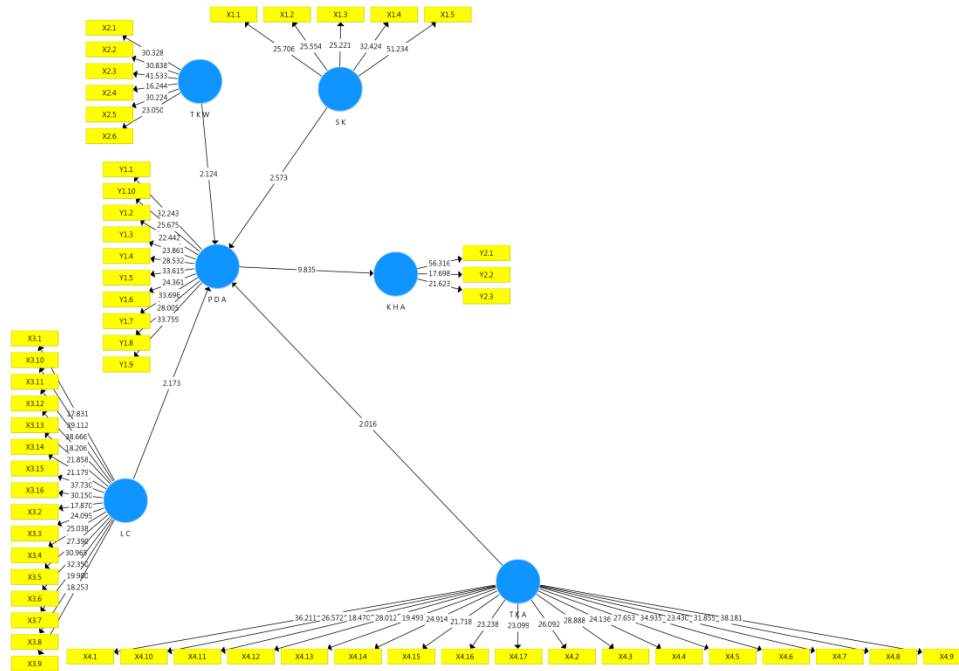 X1.1 X1.2 X1.3 X1.4 X1.5
25.706 25.554 25.221 32.424 51.234
S K
X2.1
X2.2
X2.3
X2.4
X2.5
X2.6
30.328
30.838
41.533
16.244
30.224
23.050
T K W
2.124
2.573
Y1.1
Y1.10
Y1.2
Y1.3
Y1.4
Y1.5
Y1.6
Y1.7
Y1.8
Y1.9
32.243
25.675
22.442
23.861
28.532
33.615
24.361
33.696
28.005
33.759
P D A
9.835
K H A
56.316
17.698
21.623
Y2.1
Y2.2
Y2.3
2.173
2.016
X3.1
X3.10
X3.11
X3.12
X3.13
X3.14
X3.15
X3.16
X3.2
X3.3
X3.4
X3.5
X3.6
X3.7
X3.8
X3.9
39.112
18.206
21.858
21.179
37.730
30.150
17.870
24.095
25.038
27.390
30.965
32.350
19.980
18.253
L C
T K A
36.211 26.572 18.470 28.012 19.493 24.914 21.718 23.238 23.099 26.092 28.888 24.136 27.653 34.935 23.430 31.855 38.181
X4.1 X4.10 X4.11 X4.12 X4.13 X4.14 X4.15 X4.16 X4.17 X4.2 X4.3 X4.4 X4.5 X4.6 X4.7 X4.8 X4.9